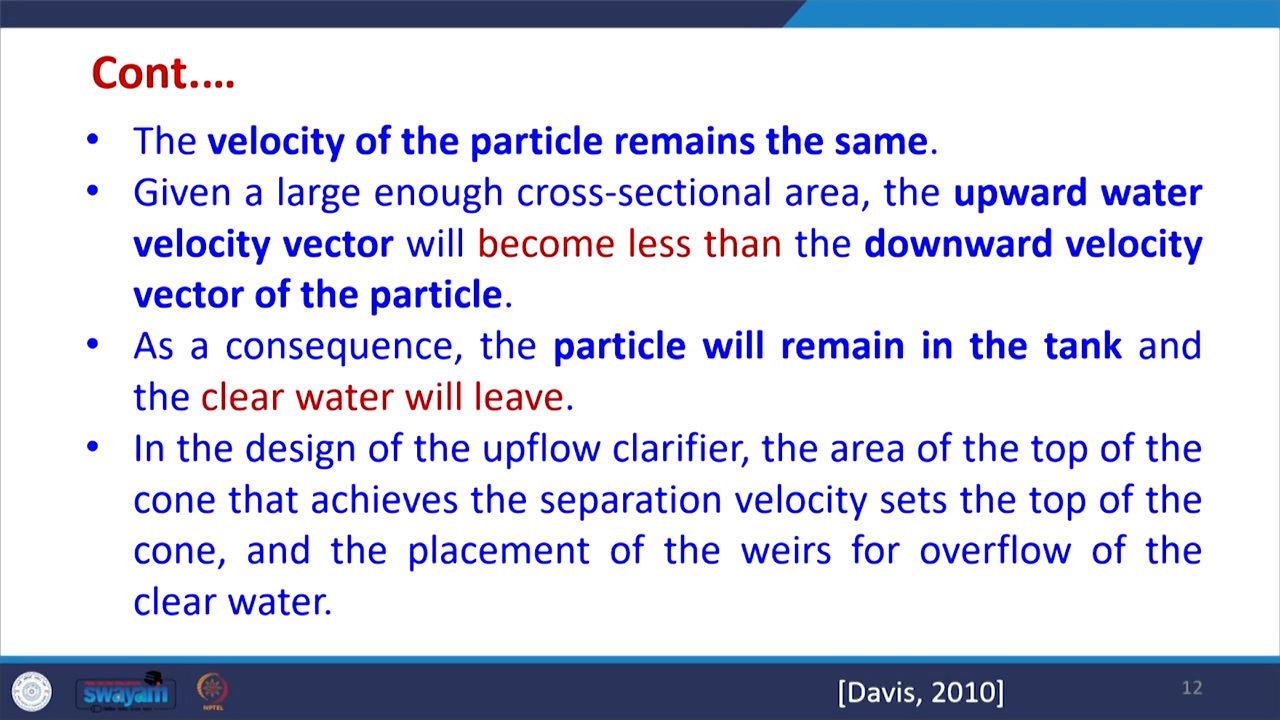 Cont.…
• The velocity of the particle remains the same.
• Given a large enough cross-sectional area, the upward water
velocity vector will become less than the downward velocity
vector of the particle.
• As a consequence, the particle will remain in the tank and
the clear water will leave.
• In the design of the upflow clarifier, the area of the top of the
cone that achieves the separation velocity sets the top of the
cone, and the placement of the weirs for overflow of the
clear water.
swayam
NPTEL
[Davis, 2010]
12